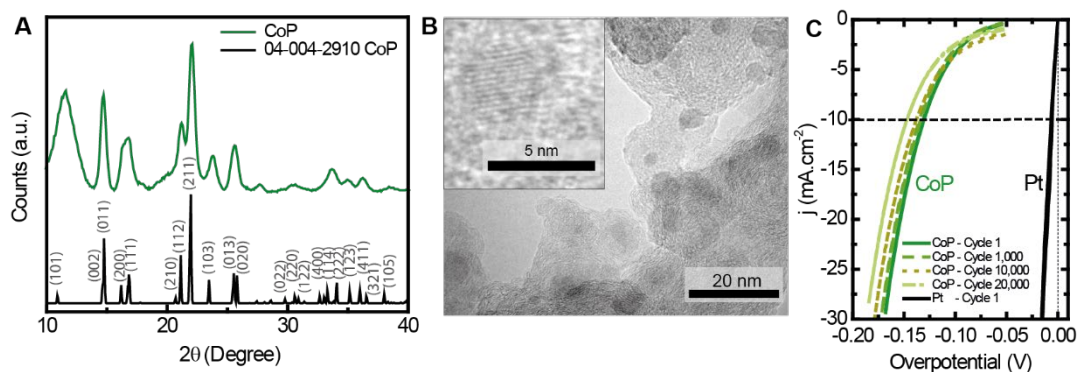 A
CoP
04-004-2910 CoP
Counts (a.u.)
(101)
(002)
(011)
(200)
(111)
(210)
(112)
(211)
(103)
(013)
(020)
(022)
(220)
(122)
(400)
(114)
(222)
(123)
(411)
(321)
(105)
10 20 30 40
2θ (Degree)
B
5 nm
20 nm
C
0
-5
-10
-15
-20
-25
-30
j (mA.cm⁻²)
CoP
Pt
CoP - Cycle 1
CoP - Cycle 1,000
CoP - Cycle 10,000
CoP - Cycle 20,000
Pt - Cycle 1
-0.20 -0.15 -0.10 -0.05 0.00
Overpotential (V)